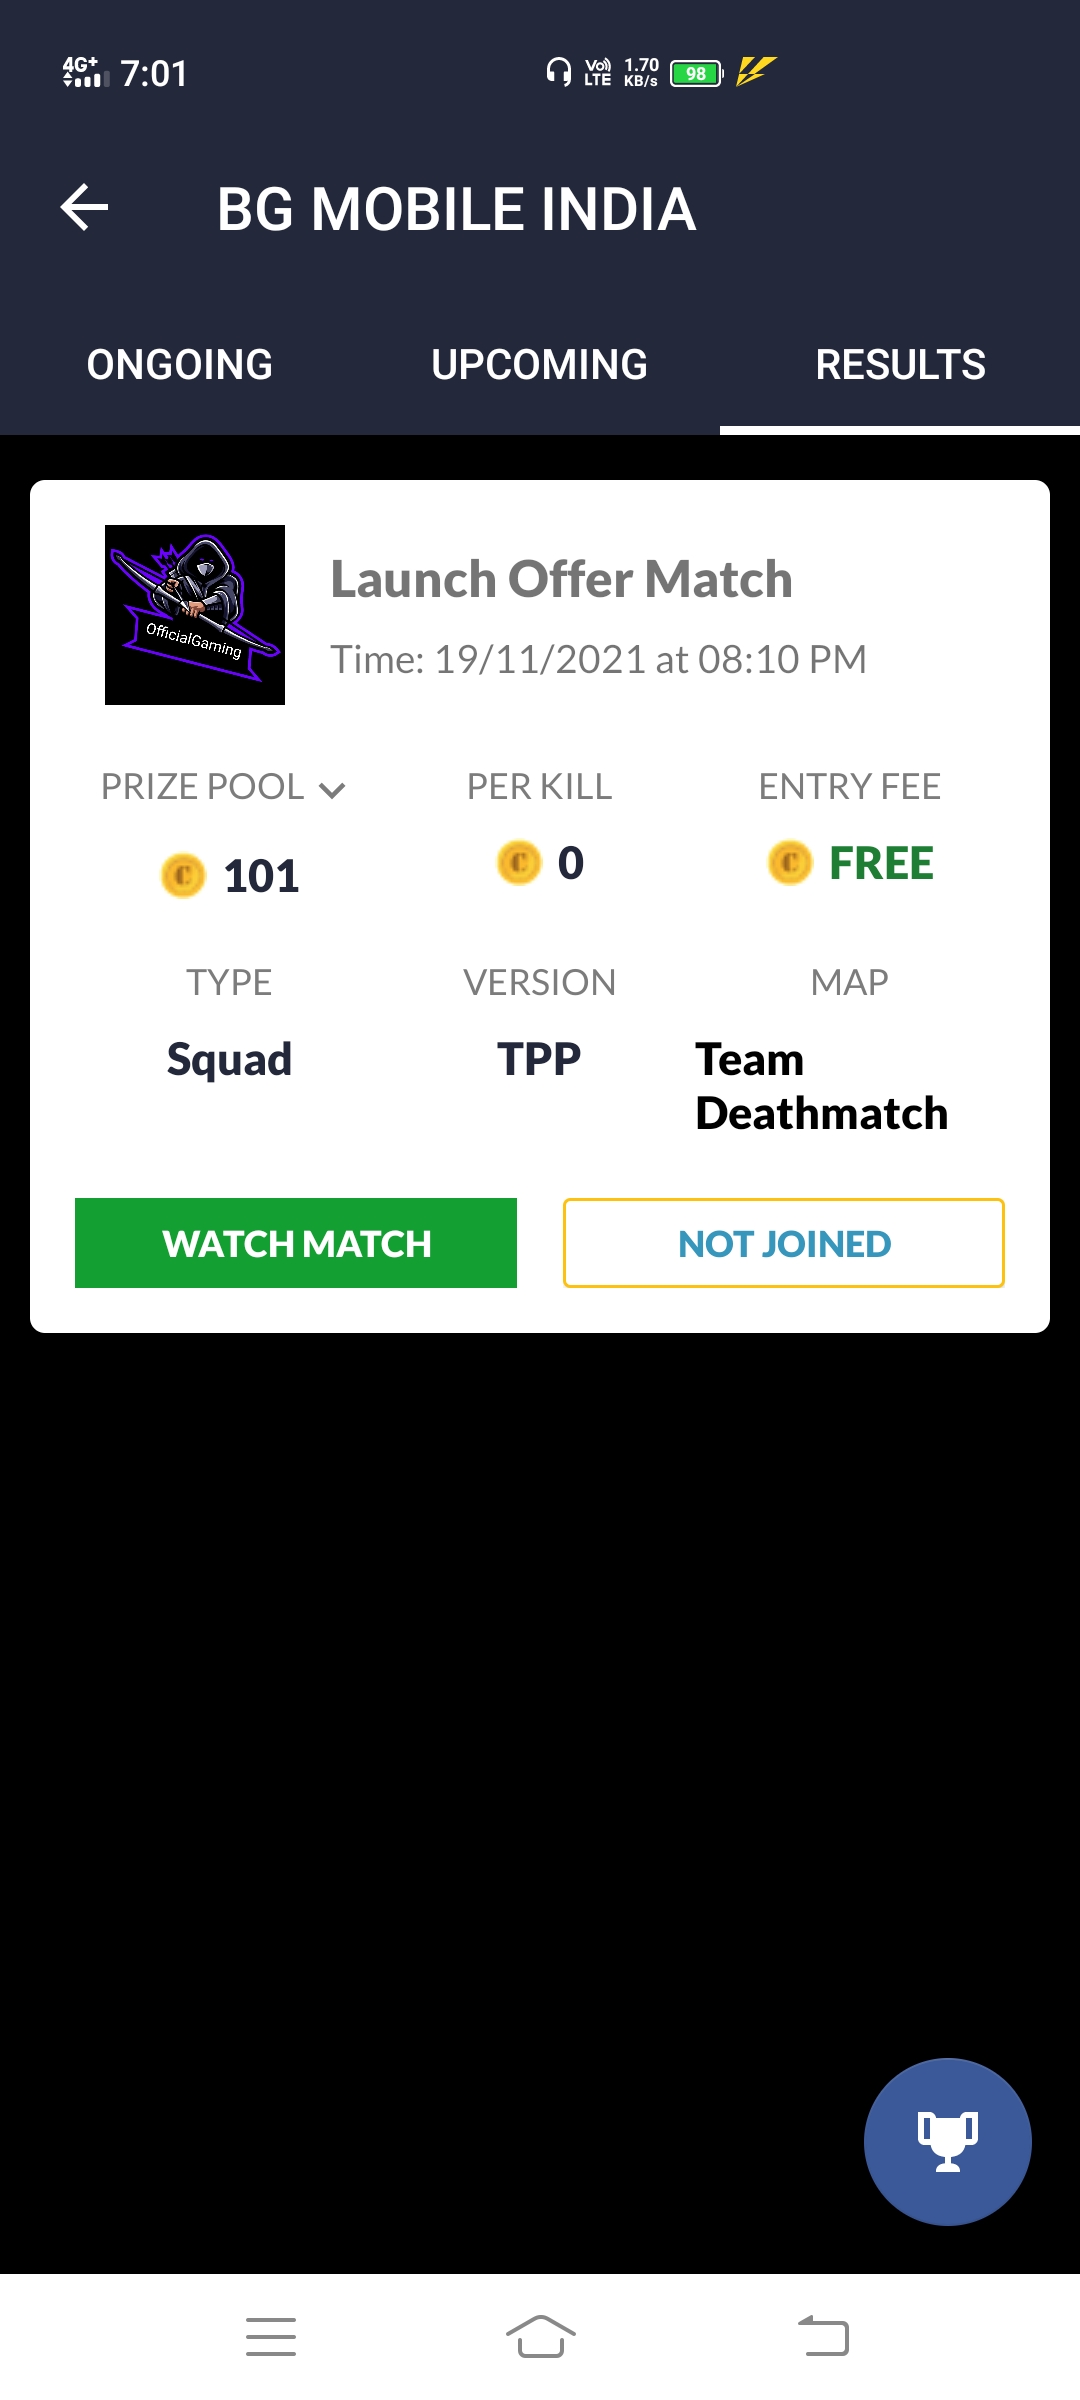 4G+ 7:01 Vo) LTE 1.70 KB/s 98
BG MOBILE INDIA
ONGOING UPCOMING RESULTS
OfficialGaming
Launch Offer Match
Time: 19/11/2021 at 08:10 PM
PRIZE POOL PER KILL ENTRY FEE
C 101 C 0 C FREE
TYPE VERSION MAP
Squad TPP Team
Deathmatch
WATCH MATCH NOT JOINED